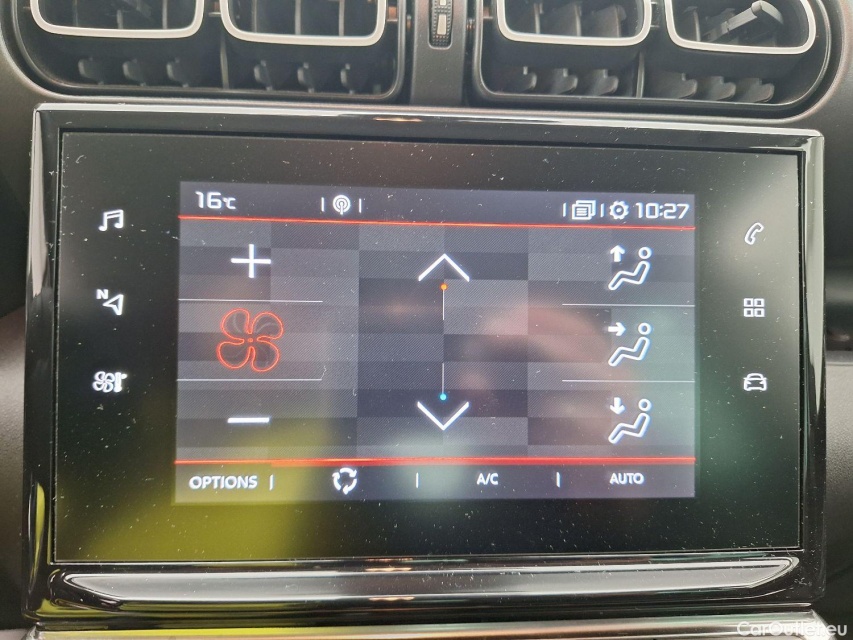 16°C 10:27
N
OPTIONS A/C AUTO
CarOutlet.eu